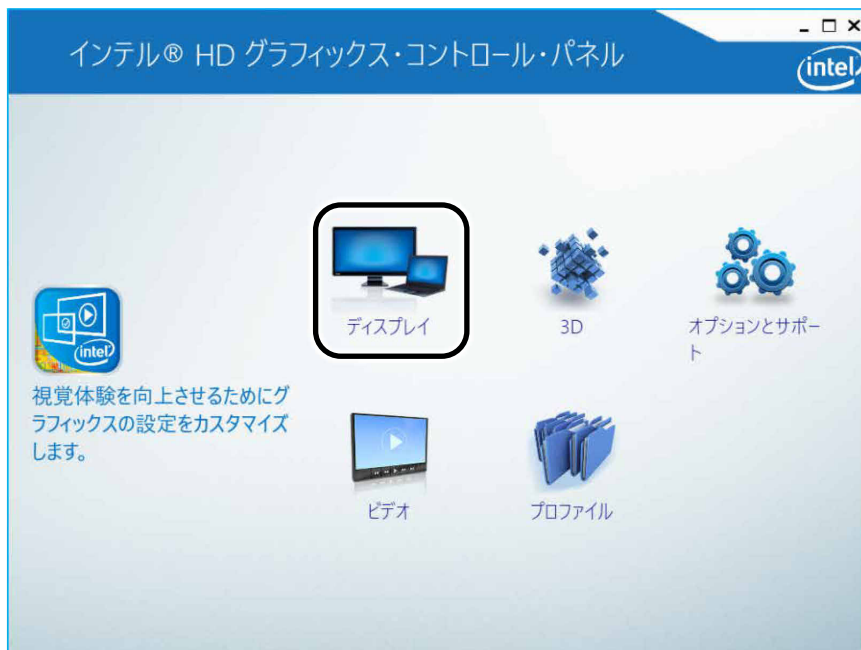 インテル® HD グラフィックス・コントロール・パネル
intel
ディスプレイ
3D
オプションとサポー
ト
intel
視覚体験を向上させるためにグ
ラフィックスの設定をカスタマイズ
します。
ビデオ
プロファイル